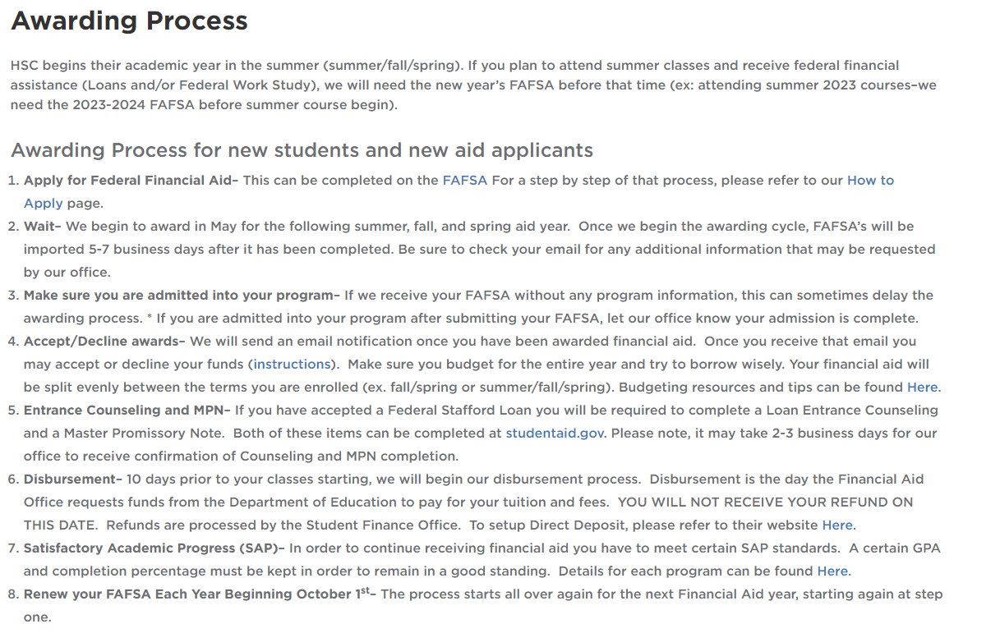 Awarding Process
HSC begins their academic year in the summer (summer/fall/spring). If you plan to attend summer classes and receive federal financial
assistance (Loans and/or Federal Work Study), we will need the new year's FAFSA before that time (ex: attending summer 2023 courses–we
need the 2023-2024 FAFSA before summer course begin).
Awarding Process for new students and new aid applicants
1. Apply for Federal Financial Aid– This can be completed on the FAFSA For a step by step of that process, please refer to our How to
Apply page.
2. Wait– We begin to award in May for the following summer, fall, and spring aid year.  Once we begin the awarding cycle, FAFSA's will be
imported 5-7 business days after it has been completed. Be sure to check your email for any additional information that may be requested
by our office.
3. Make sure you are admitted into your program– If we receive your FAFSA without any program information, this can sometimes delay the
awarding process. * If you are admitted into your program after submitting your FAFSA, let our office know your admission is complete.
4. Accept/Decline awards– We will send an email notification once you have been awarded financial aid.  Once you receive that email you
may accept or decline your funds (instructions).  Make sure you budget for the entire year and try to borrow wisely. Your financial aid will
be split evenly between the terms you are enrolled (ex. fall/spring or summer/fall/spring). Budgeting resources and tips can be found Here.
5. Entrance Counseling and MPN– If you have accepted a Federal Stafford Loan you will be required to complete a Loan Entrance Counseling
and a Master Promissory Note.  Both of these items can be completed at studentaid.gov. Please note, it may take 2-3 business days for our
office to receive confirmation of Counseling and MPN completion.
6. Disbursement– 10 days prior to your classes starting, we will begin our disbursement process.  Disbursement is the day the Financial Aid
Office requests funds from the Department of Education to pay for your tuition and fees.  YOU WILL NOT RECEIVE YOUR REFUND ON
THIS DATE.  Refunds are processed by the Student Finance Office.  To setup Direct Deposit, please refer to their website Here.
7. Satisfactory Academic Progress (SAP)– In order to continue receiving financial aid you have to meet certain SAP standards.  A certain GPA
and completion percentage must be kept in order to remain in a good standing.  Details for each program can be found Here.
8. Renew your FAFSA Each Year Beginning October 1st– The process starts all over again for the next Financial Aid year, starting again at step
one.